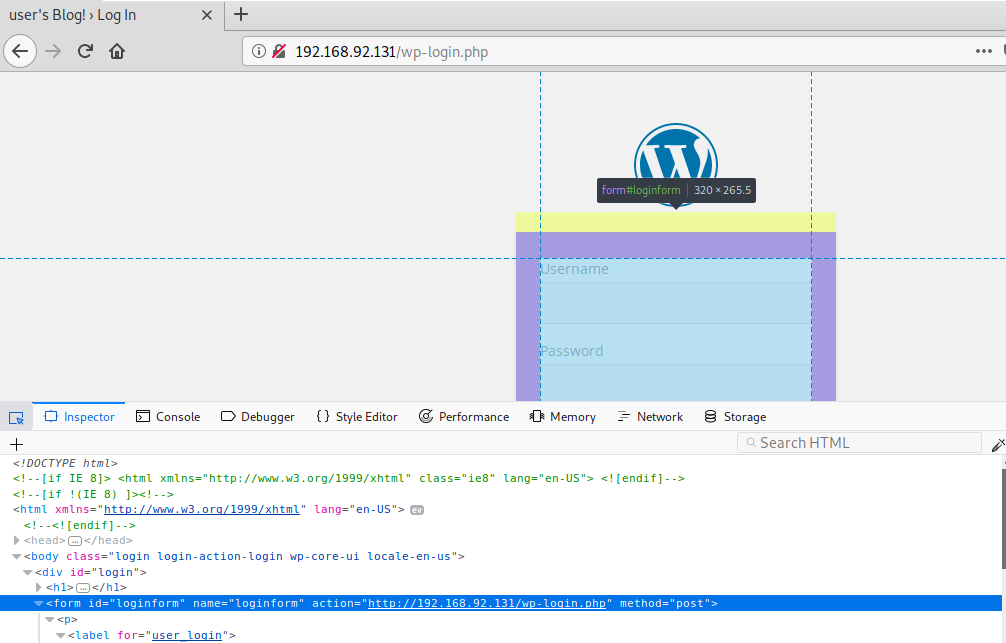 user's Blog! › Log In
192.168.92.131/wp-login.php
form#loginform 320 × 265.5
Username
Password
Inspector Console Debugger {} Style Editor Performance Memory Network Storage
Search HTML
<!DOCTYPE html>
<!--[if IE 8]> <html xmlns="http://www.w3.org/1999/xhtml" class="ie8" lang="en-US"> <![endif]-->
<!--[if !(IE 8) ]><!-->
<html xmlns="http://www.w3.org/1999/xhtml" lang="en-US"> ev
<!--<![endif]-->
<head>…</head>
<body class="login login-action-login wp-core-ui locale-en-us">
<div id="login">
<h1>…</h1>
<form id="loginform" name="loginform" action="http://192.168.92.131/wp-login.php" method="post">
<p>
<label for="user_login">